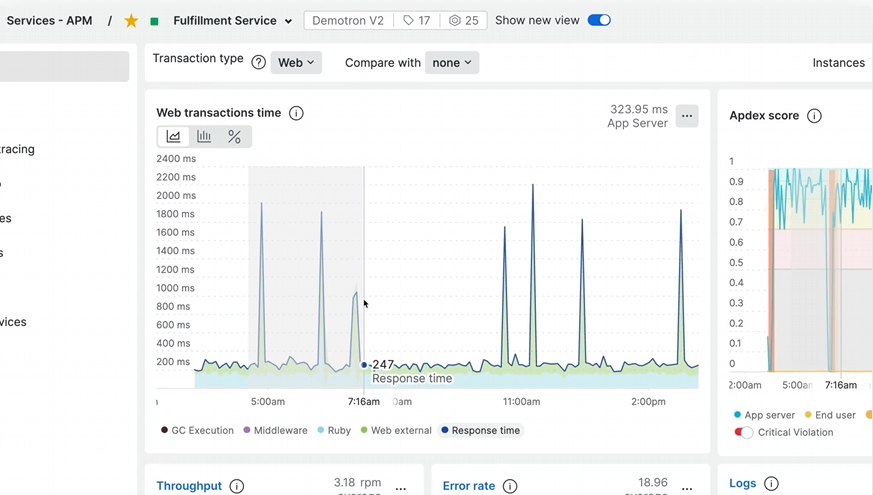 Services - APM / Fulfillment Service Demotron V2 17 25 Show new view
Transaction type ? Web Compare with none Instances
Web transactions time
323.95 ms
App Server
Apdex score
racing
es
s
vices
2400 ms
2200 ms
2000 ms
1800 ms
1600 ms
1400 ms
1200 ms
1000 ms
800 ms
600 ms
400 ms
200 ms
247
Response time
5:00am 7:16am 0am 11:00am 2:00pm
GC Execution Middleware Ruby Web external Response time
1
0.9
0.8
0.7
0.6
0.5
0.4
0.3
0.2
0.1
0
2:00am 5:00am 7:16am
App server End user
Critical Violation
Throughput 3.18 rpm
average
Error rate 18.96
average
Logs